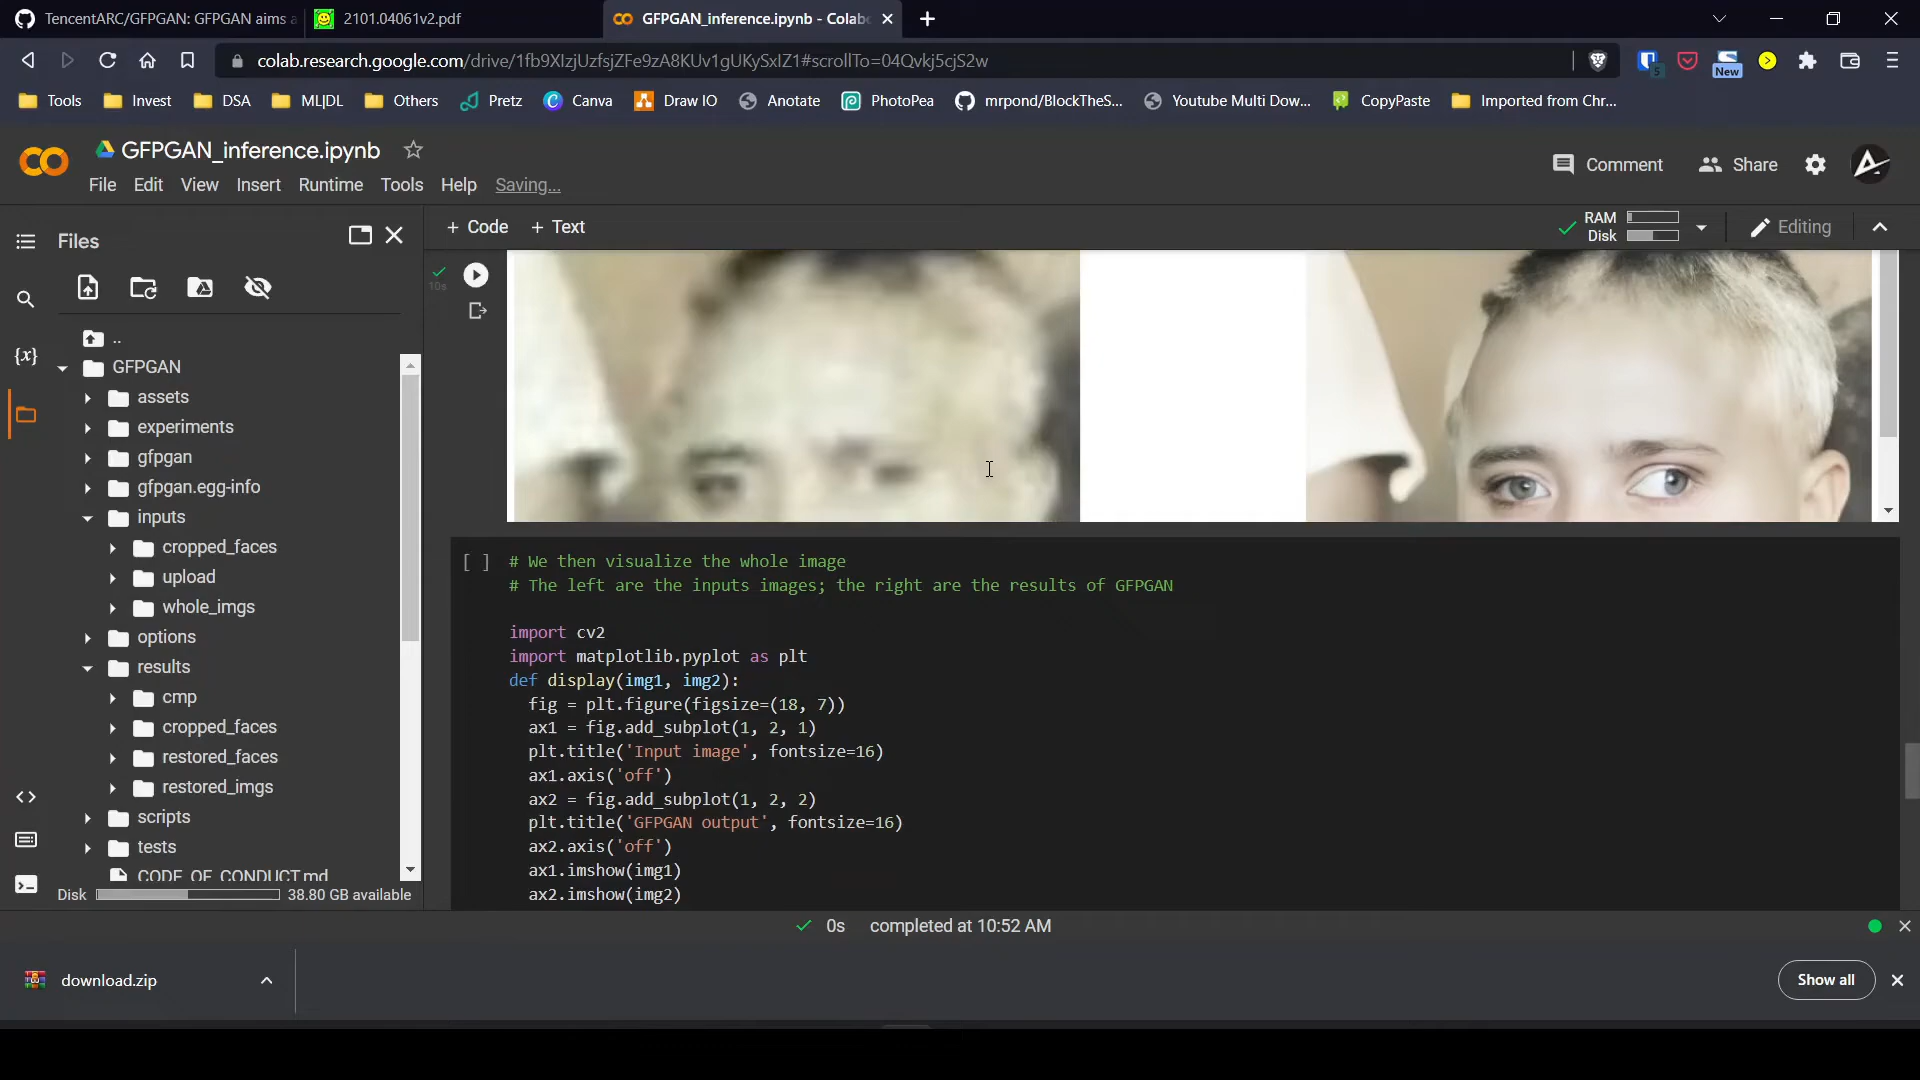 TencentARC/GFPGAN: GFPGAN aims a
2101.04061v2.pdf
GFPGAN_inference.ipynb - Colab
colab.research.google.com/drive/1fb9XIzjUzfsjZFe9zA8KUv1gUKySxIZ1#scrollTo=04Qvkj5cjS2w
5
New
Tools
Invest
DSA
ML|DL
Others
Pretz
Canva
Draw IO
Anotate
PhotoPea
mrpond/BlockTheS...
Youtube Multi Dow...
CopyPaste
Imported from Chr...
GFPGAN_inference.ipynb
Comment
Share
File Edit View Insert Runtime Tools Help Saving...
Files
+ Code + Text
RAM
Disk
Editing
10s
..
GFPGAN
assets
experiments
gfpgan
gfpgan.egg-info
inputs
cropped_faces
upload
whole_imgs
options
results
cmp
cropped_faces
restored_faces
restored_imgs
scripts
tests
CODE_OF_CONDUCT.md
Disk 38.80 GB available
{x}
[ ] # We then visualize the whole image
# The left are the inputs images; the right are the results of GFPGAN
import cv2
import matplotlib.pyplot as plt
def display(img1, img2):
fig = plt.figure(figsize=(18, 7))
ax1 = fig.add_subplot(1, 2, 1)
plt.title('Input image', fontsize=16)
ax1.axis('off')
ax2 = fig.add_subplot(1, 2, 2)
plt.title('GFPGAN output', fontsize=16)
ax2.axis('off')
ax1.imshow(img1)
ax2.imshow(img2)
0s completed at 10:52 AM
download.zip
Show all